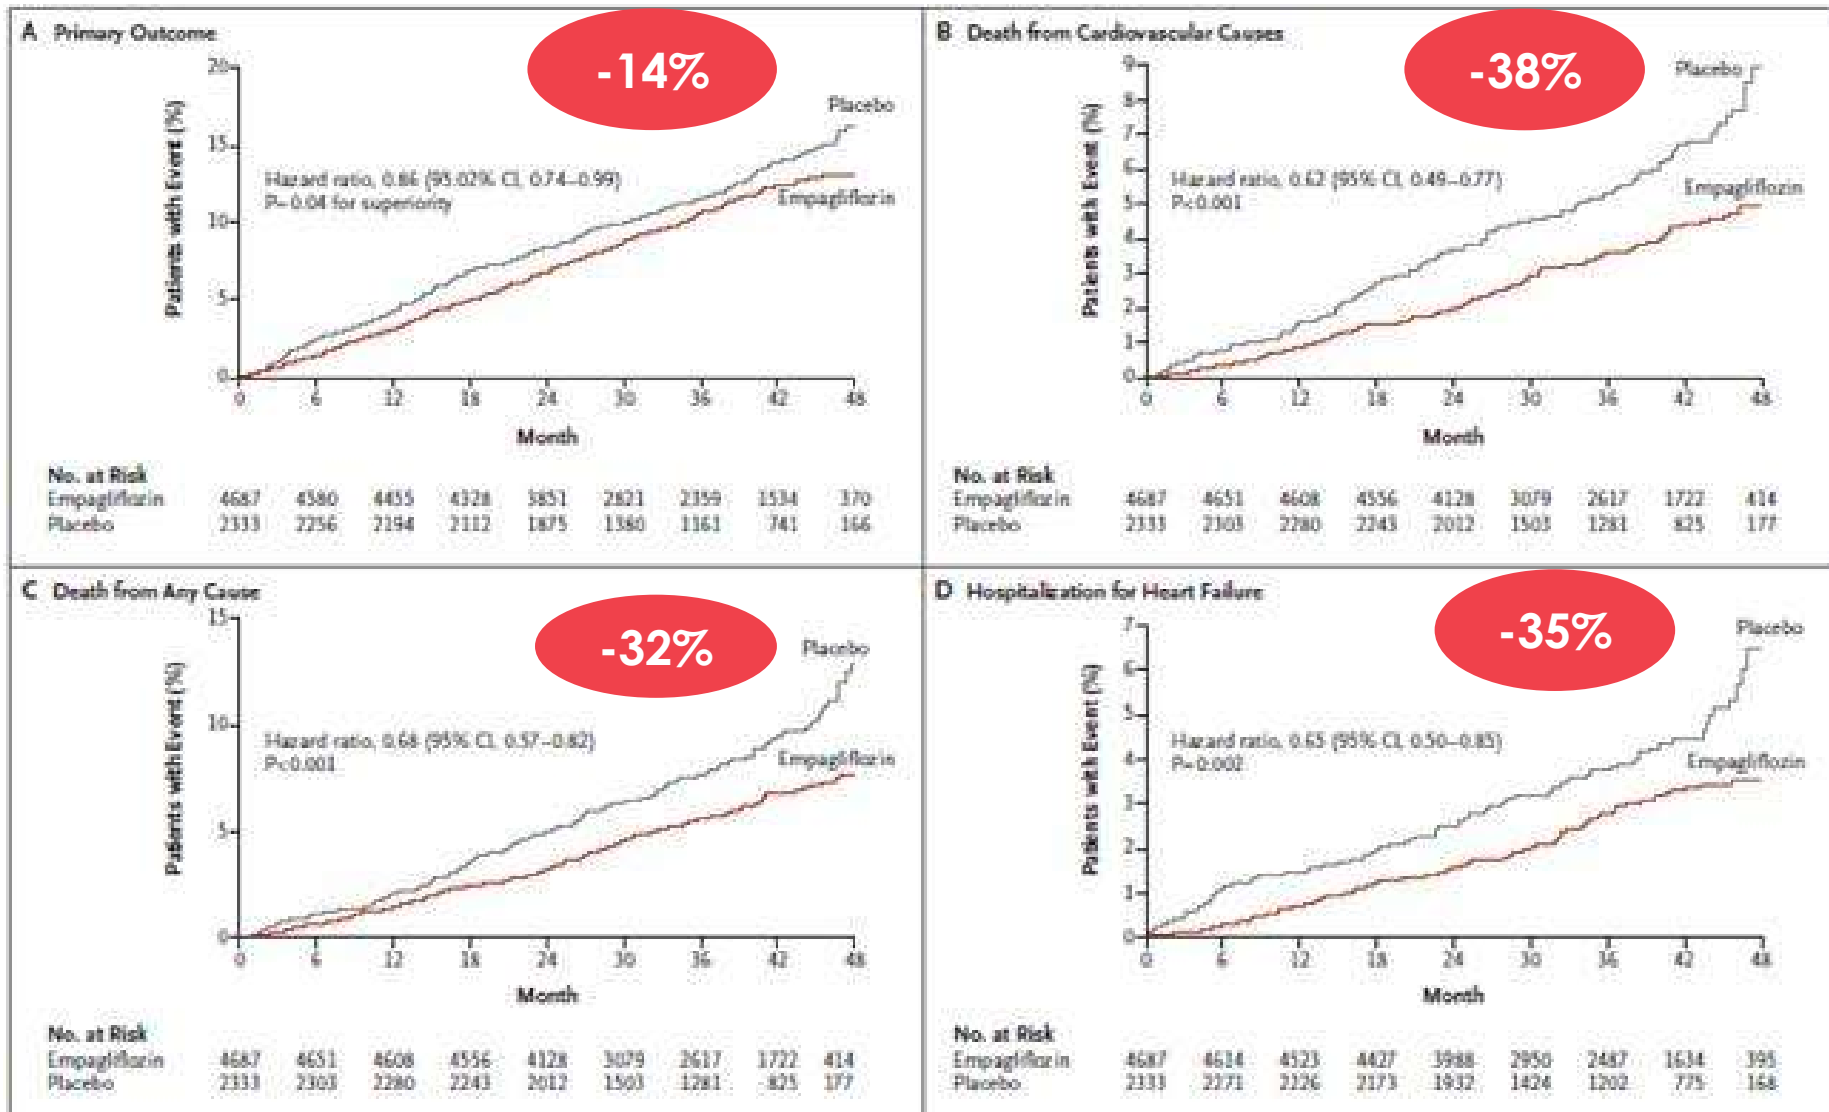 A Primary Outcome
-14%
20
15
10
5
0
Patients with Event (%)
Placebo
Hazard ratio, 0.86 (95.02% CI, 0.74–0.99)
P=0.04 for superiority
Empagliflozin
0 6 12 18 24 30 36 42 48
Month
No. at Risk
Empagliflozin 4687 4580 4455 4328 3851 2821 2359 1534 370
Placebo 2333 2256 2194 2112 1875 1380 1161 741 166
B Death from Cardiovascular Causes
-38%
9
8
7
6
5
4
3
2
1
0
Patients with Event (%)
Placebo
Hazard ratio, 0.62 (95% CI, 0.49–0.77)
P<0.001
Empagliflozin
0 6 12 18 24 30 36 42 48
Month
No. at Risk
Empagliflozin 4687 4651 4608 4556 4128 3079 2617 1722 414
Placebo 2333 2303 2280 2243 2012 1503 1281 825 177
C Death from Any Cause
-32%
15
10
5
0
Patients with Event (%)
Placebo
Hazard ratio, 0.68 (95% CI, 0.57–0.82)
P<0.001
Empagliflozin
0 6 12 18 24 30 36 42 48
Month
No. at Risk
Empagliflozin 4687 4651 4608 4556 4128 3079 2617 1722 414
Placebo 2333 2303 2280 2243 2012 1503 1281 825 177
D Hospitalization for Heart Failure
-35%
7
6
5
4
3
2
1
0
Patients with Event (%)
Placebo
Hazard ratio, 0.65 (95% CI, 0.50–0.85)
P=0.002
Empagliflozin
0 6 12 18 24 30 36 42 48
Month
No. at Risk
Empagliflozin 4687 4614 4523 4427 3988 2950 2487 1634 395
Placebo 2333 2271 2226 2173 1932 1424 1202 775 168